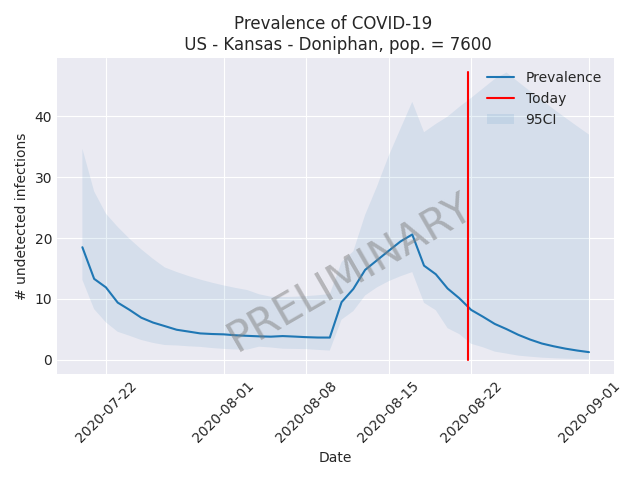 Prevalence of COVID-19
US - Kansas - Doniphan, pop. = 7600
Prevalence
Today
95CI
40
30
20
10
0
# undetected infections
PRELIMINARY
2020-07-22
2020-08-01
2020-08-08
2020-08-15
2020-08-22
2020-09-01
Date